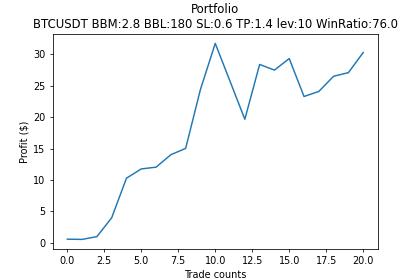 Portfolio
BTCUSDT BBM:2.8 BBL:180 SL:0.6 TP:1.4 lev:10 WinRatio:76.0
30
25
20
15
10
5
0
Profit ($)
0.0 2.5 5.0 7.5 10.0 12.5 15.0 17.5 20.0
Trade counts